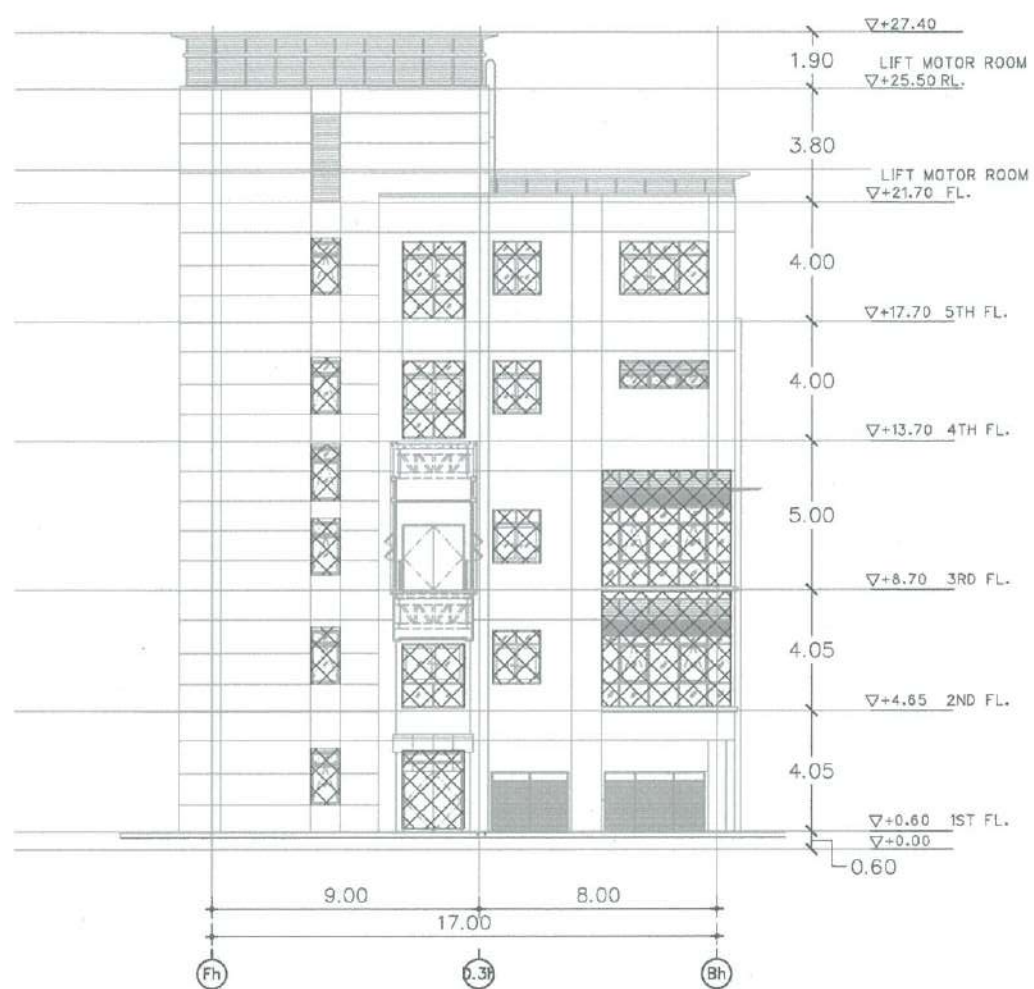 ▽+27.40
1.90
LIFT MOTOR ROOM
▽+25.50 RL.
3.80
LIFT MOTOR ROOM
▽+21.70 FL.
4.00
▽+17.70 5TH FL.
4.00
▽+13.70 4TH FL.
5.00
▽+8.70 3RD FL.
4.05
▽+4.65 2ND FL.
4.05
▽+0.60 1ST FL.
▽+0.00
0.60
9.00 8.00
17.00
Fh D.3h Bh